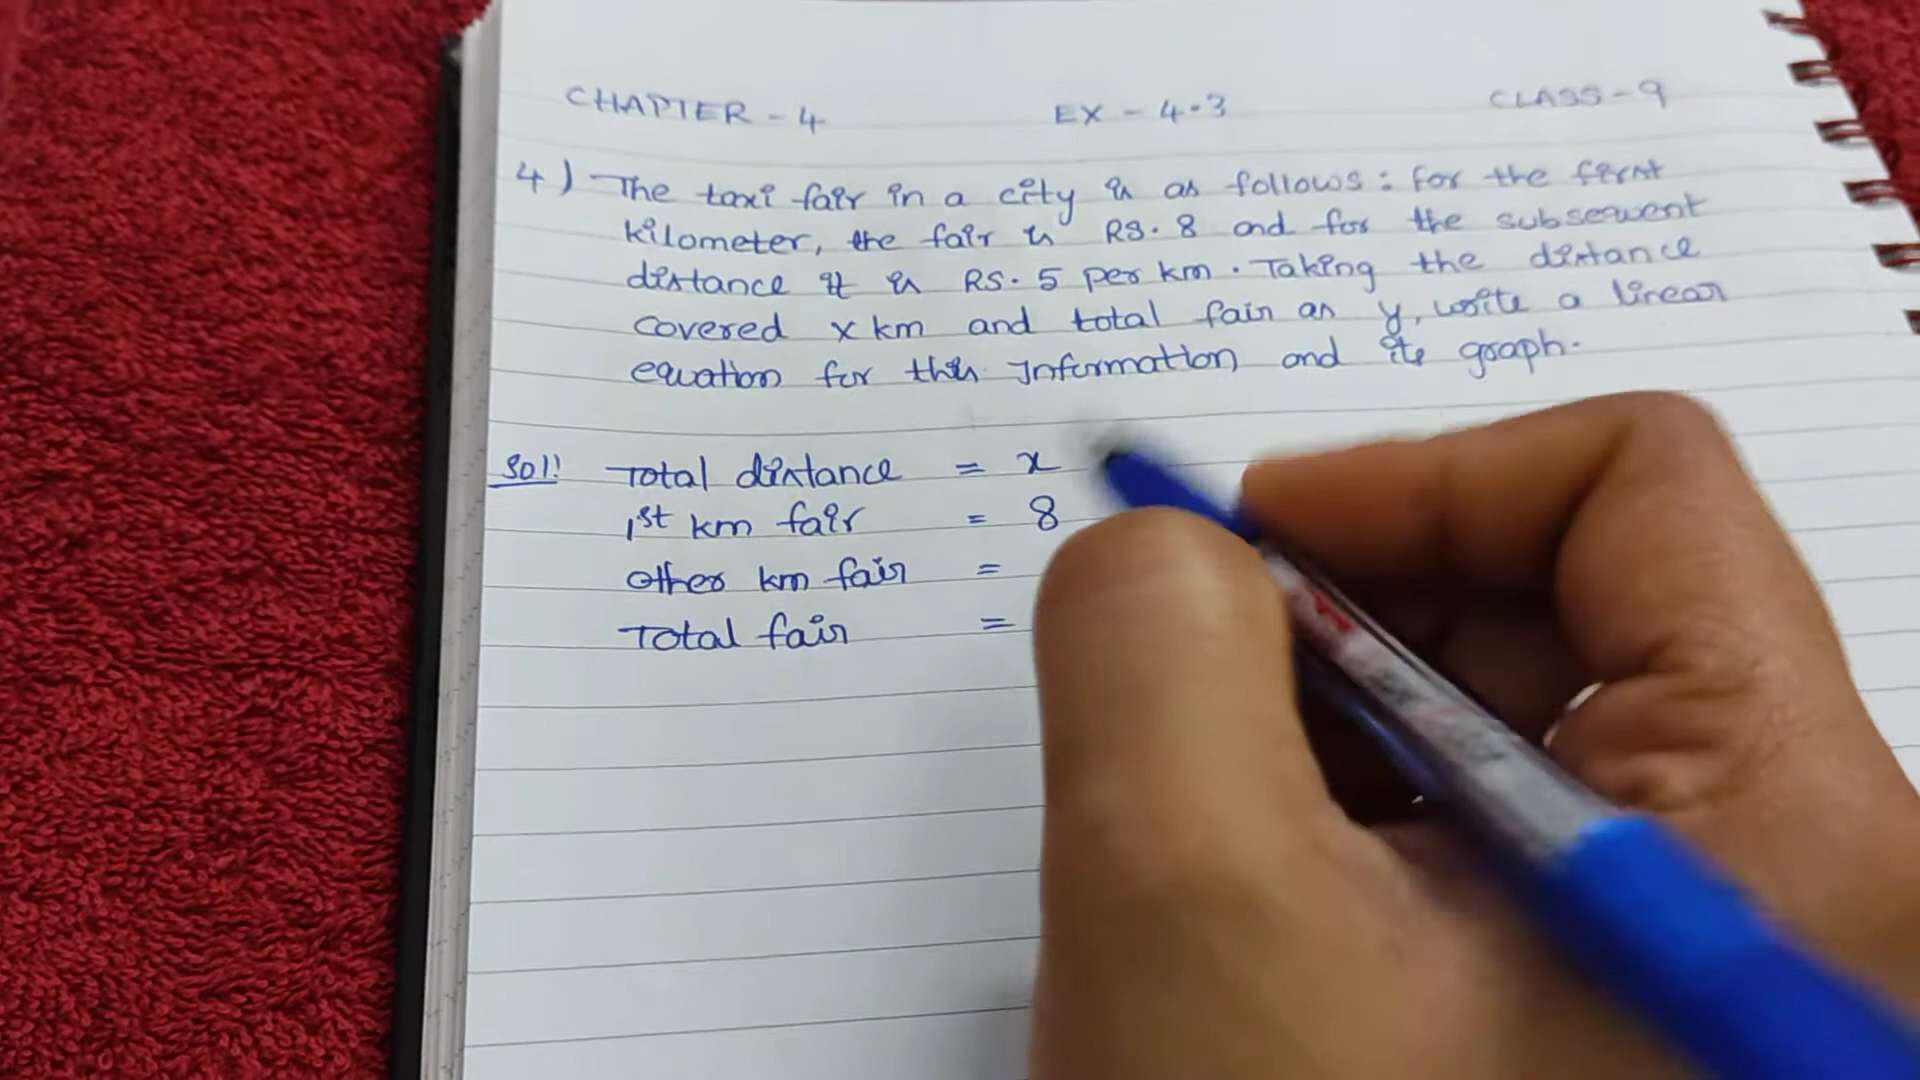 CHAPTER - 4 EX - 4.3 CLASS - 9
4) The taxi fair in a city is as follows: for the first
kilometer, the fair is RS. 8 and for the subsequent
distance it is RS. 5 per km. Taking the distance
covered x km and total fair as y, write a linear
equation for this Information, and its graph.
Sol! Total distance = x
1st km fair = 8
other km fair =
Total fair =